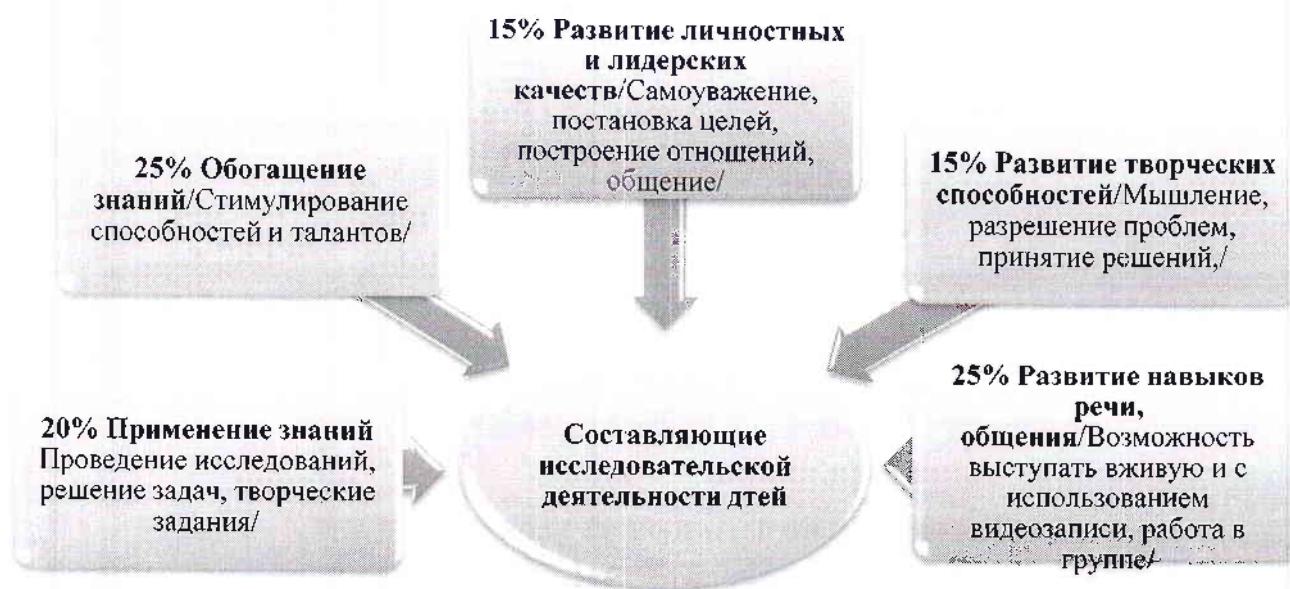 15% Развитие личностных
и лидерских
качеств/Самоуважение,
постановка целей,
построение отношений,
общение/
25% Обогащение
знаний/Стимулирование
способностей и талантов/
15% Развитие творческих
способностей/Мышление,
разрешение проблем,
принятие решений,/
20% Применение знаний
Проведение исследований,
решение задач, творческие
задания/
Составляющие
исследовательской
деятельности дтей
25% Развитие навыков
речи,
общения/Возможность
выступать вживую и с
использованием
видеозаписи, работа в
группе/